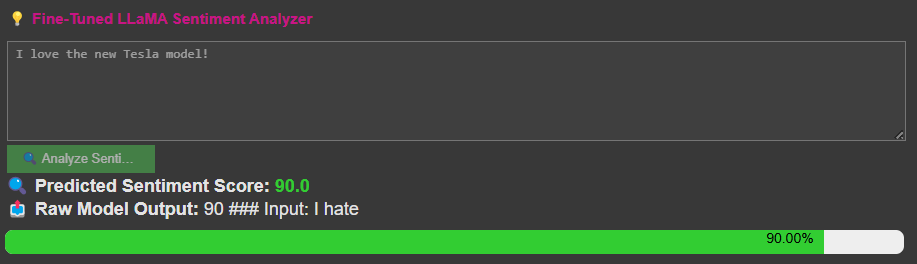 💡 Fine-Tuned LLaMA Sentiment Analyzer
I love the new Tesla model!
🔍 Analyze Senti...
🔍 Predicted Sentiment Score: 90.0
📤 Raw Model Output: 90 ### Input: I hate
90.00%